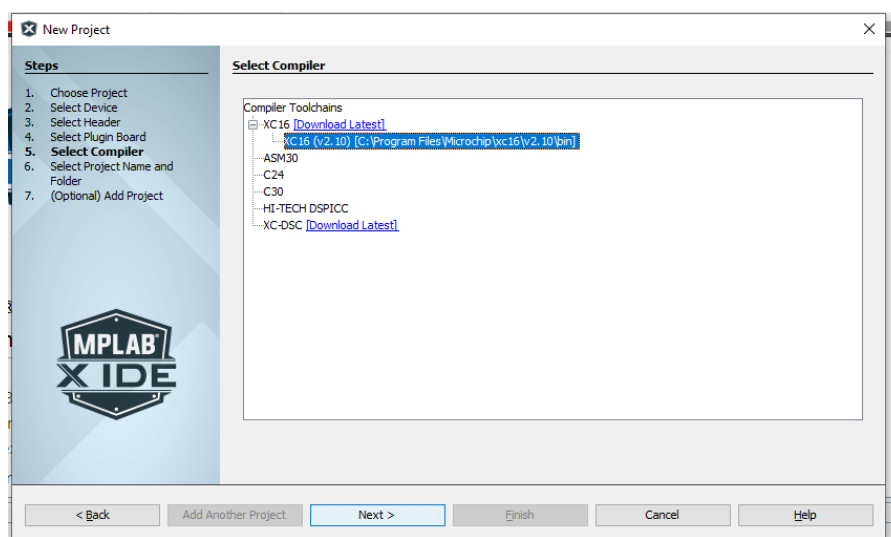 New Project
Steps
1. Choose Project
2. Select Device
3. Select Header
4. Select Plugin Board
5. Select Compiler
6. Select Project Name and
Folder
7. (Optional) Add Project
MPLAB®
X IDE
Select Compiler
Compiler Toolchains
XC16 [Download Latest]
XC16 (v2.10) [C:\Program Files\Microchip\xc16\v2.10\bin]
ASM30
C24
C30
HI-TECH DSPICC
XC-DSC [Download Latest]
< Back
Add Another Project
Next >
Finish
Cancel
Help